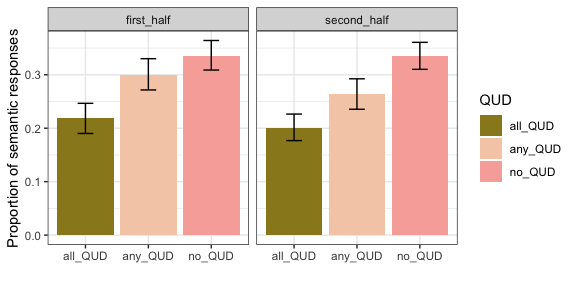 first_half
second_half
Proportion of semantic responses
0.3
0.2
0.1
0.0
all_QUD any_QUD no_QUD
all_QUD any_QUD no_QUD
QUD
all_QUD
any_QUD
no_QUD